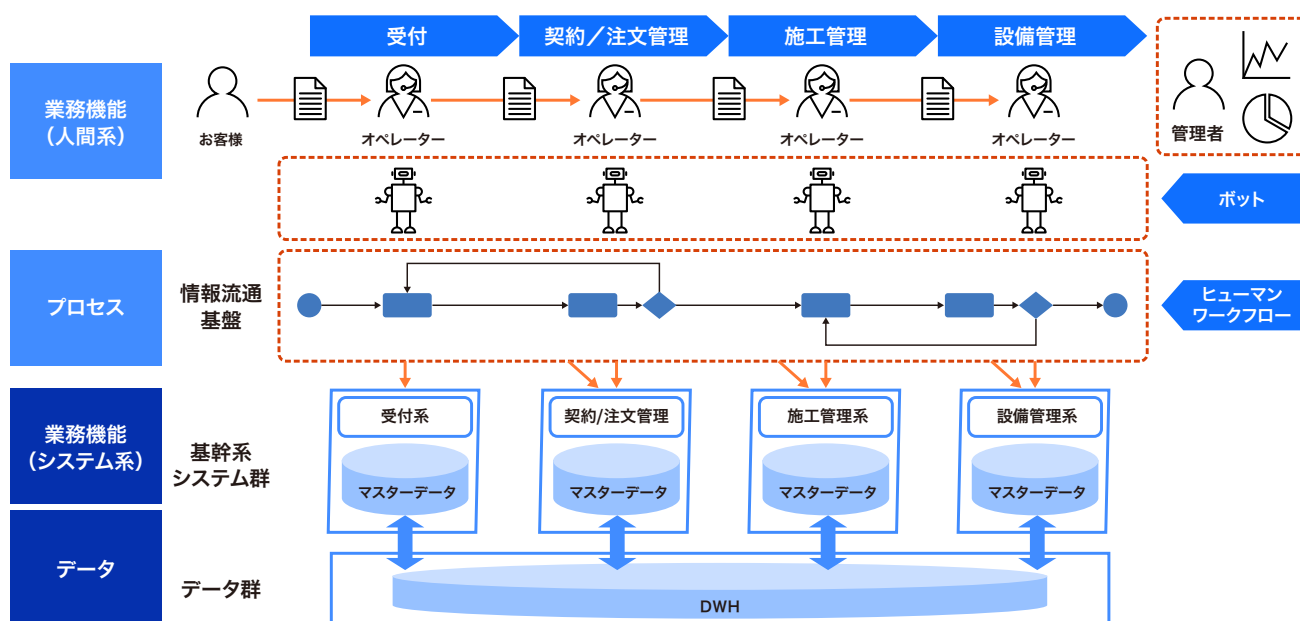 受付
契約／注文管理
施工管理
設備管理
業務機能
（人間系）
お客様
オペレーター
オペレーター
オペレーター
オペレーター
管理者
ボット
プロセス
情報流通
基盤
ヒューマン
ワークフロー
業務機能
（システム系）
基幹系
システム群
受付系
契約/注文管理
施工管理系
設備管理系
マスターデータ
マスターデータ
マスターデータ
マスターデータ
データ
データ群
DWH